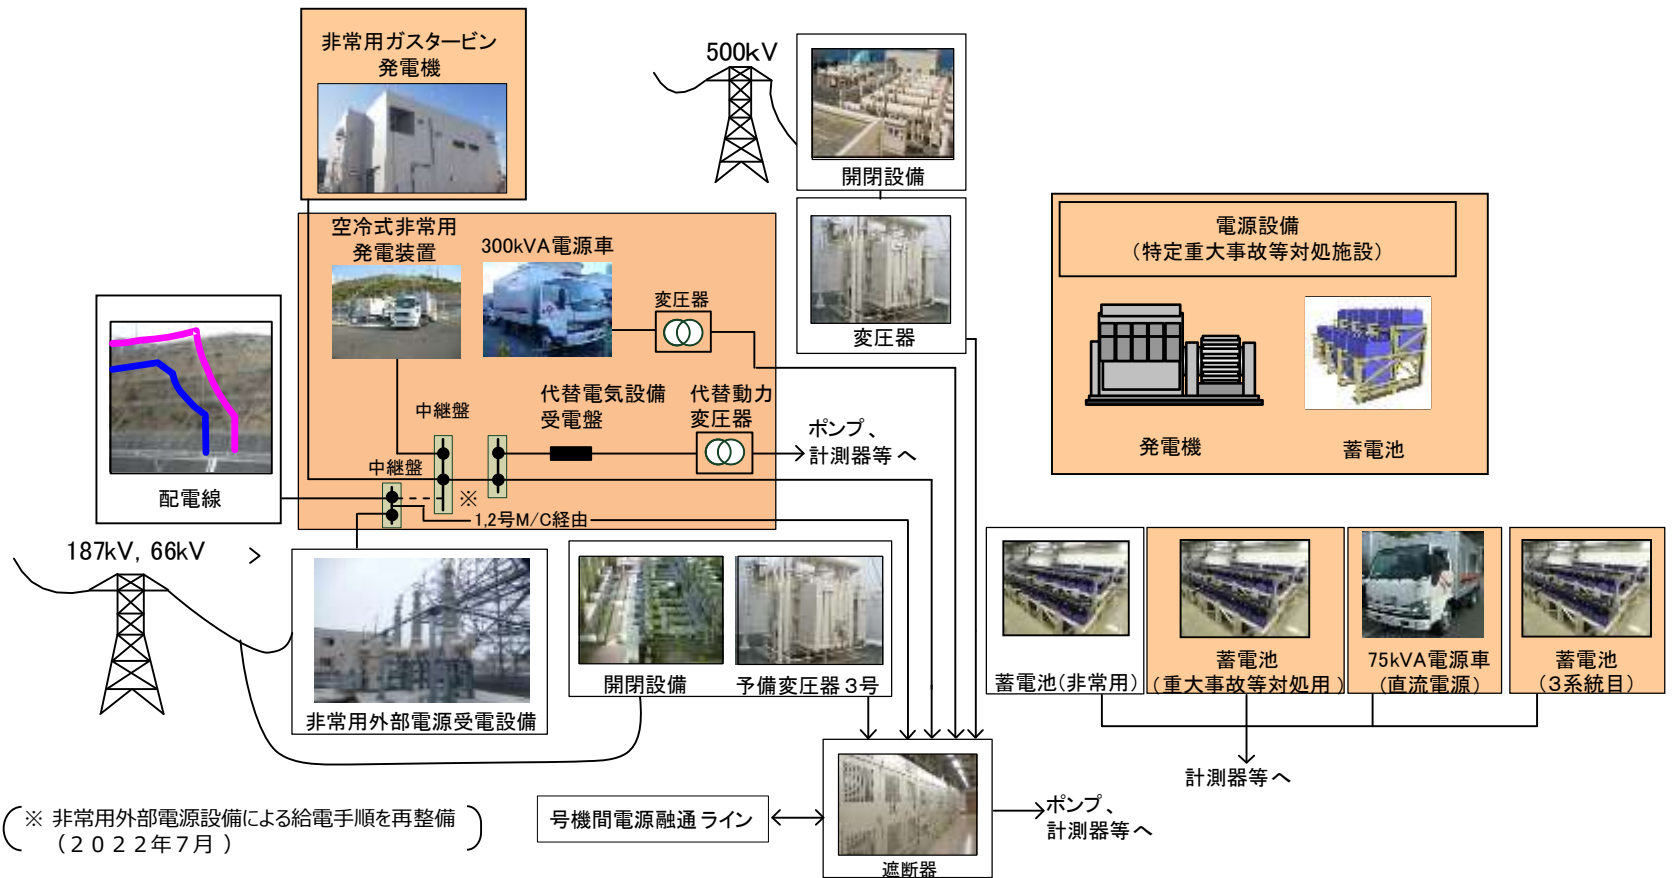 非常用ガスタービン
発電機
500kV
開閉設備
変圧器
空冷式非常用
発電装置
300kVA電源車
変圧器
中継盤
代替電気設備
受電盤
代替動力
変圧器
ポンプ、
計測器等へ
中継盤
※
1,2号M/C経由
配電線
電源設備
(特定重大事故等対処施設)
発電機
蓄電池
187kV, 66kV
>
非常用外部電源受電設備
開閉設備
予備変圧器3号
蓄電池(非常用)
蓄電池
(重大事故等対処用)
75kVA電源車
(直流電源)
蓄電池
(3系統目)
計測器等へ
号機間電源融通ライン
遮断器
ポンプ、
計測器等へ
※ 非常用外部電源設備による給電手順を再整備
(2022年7月)